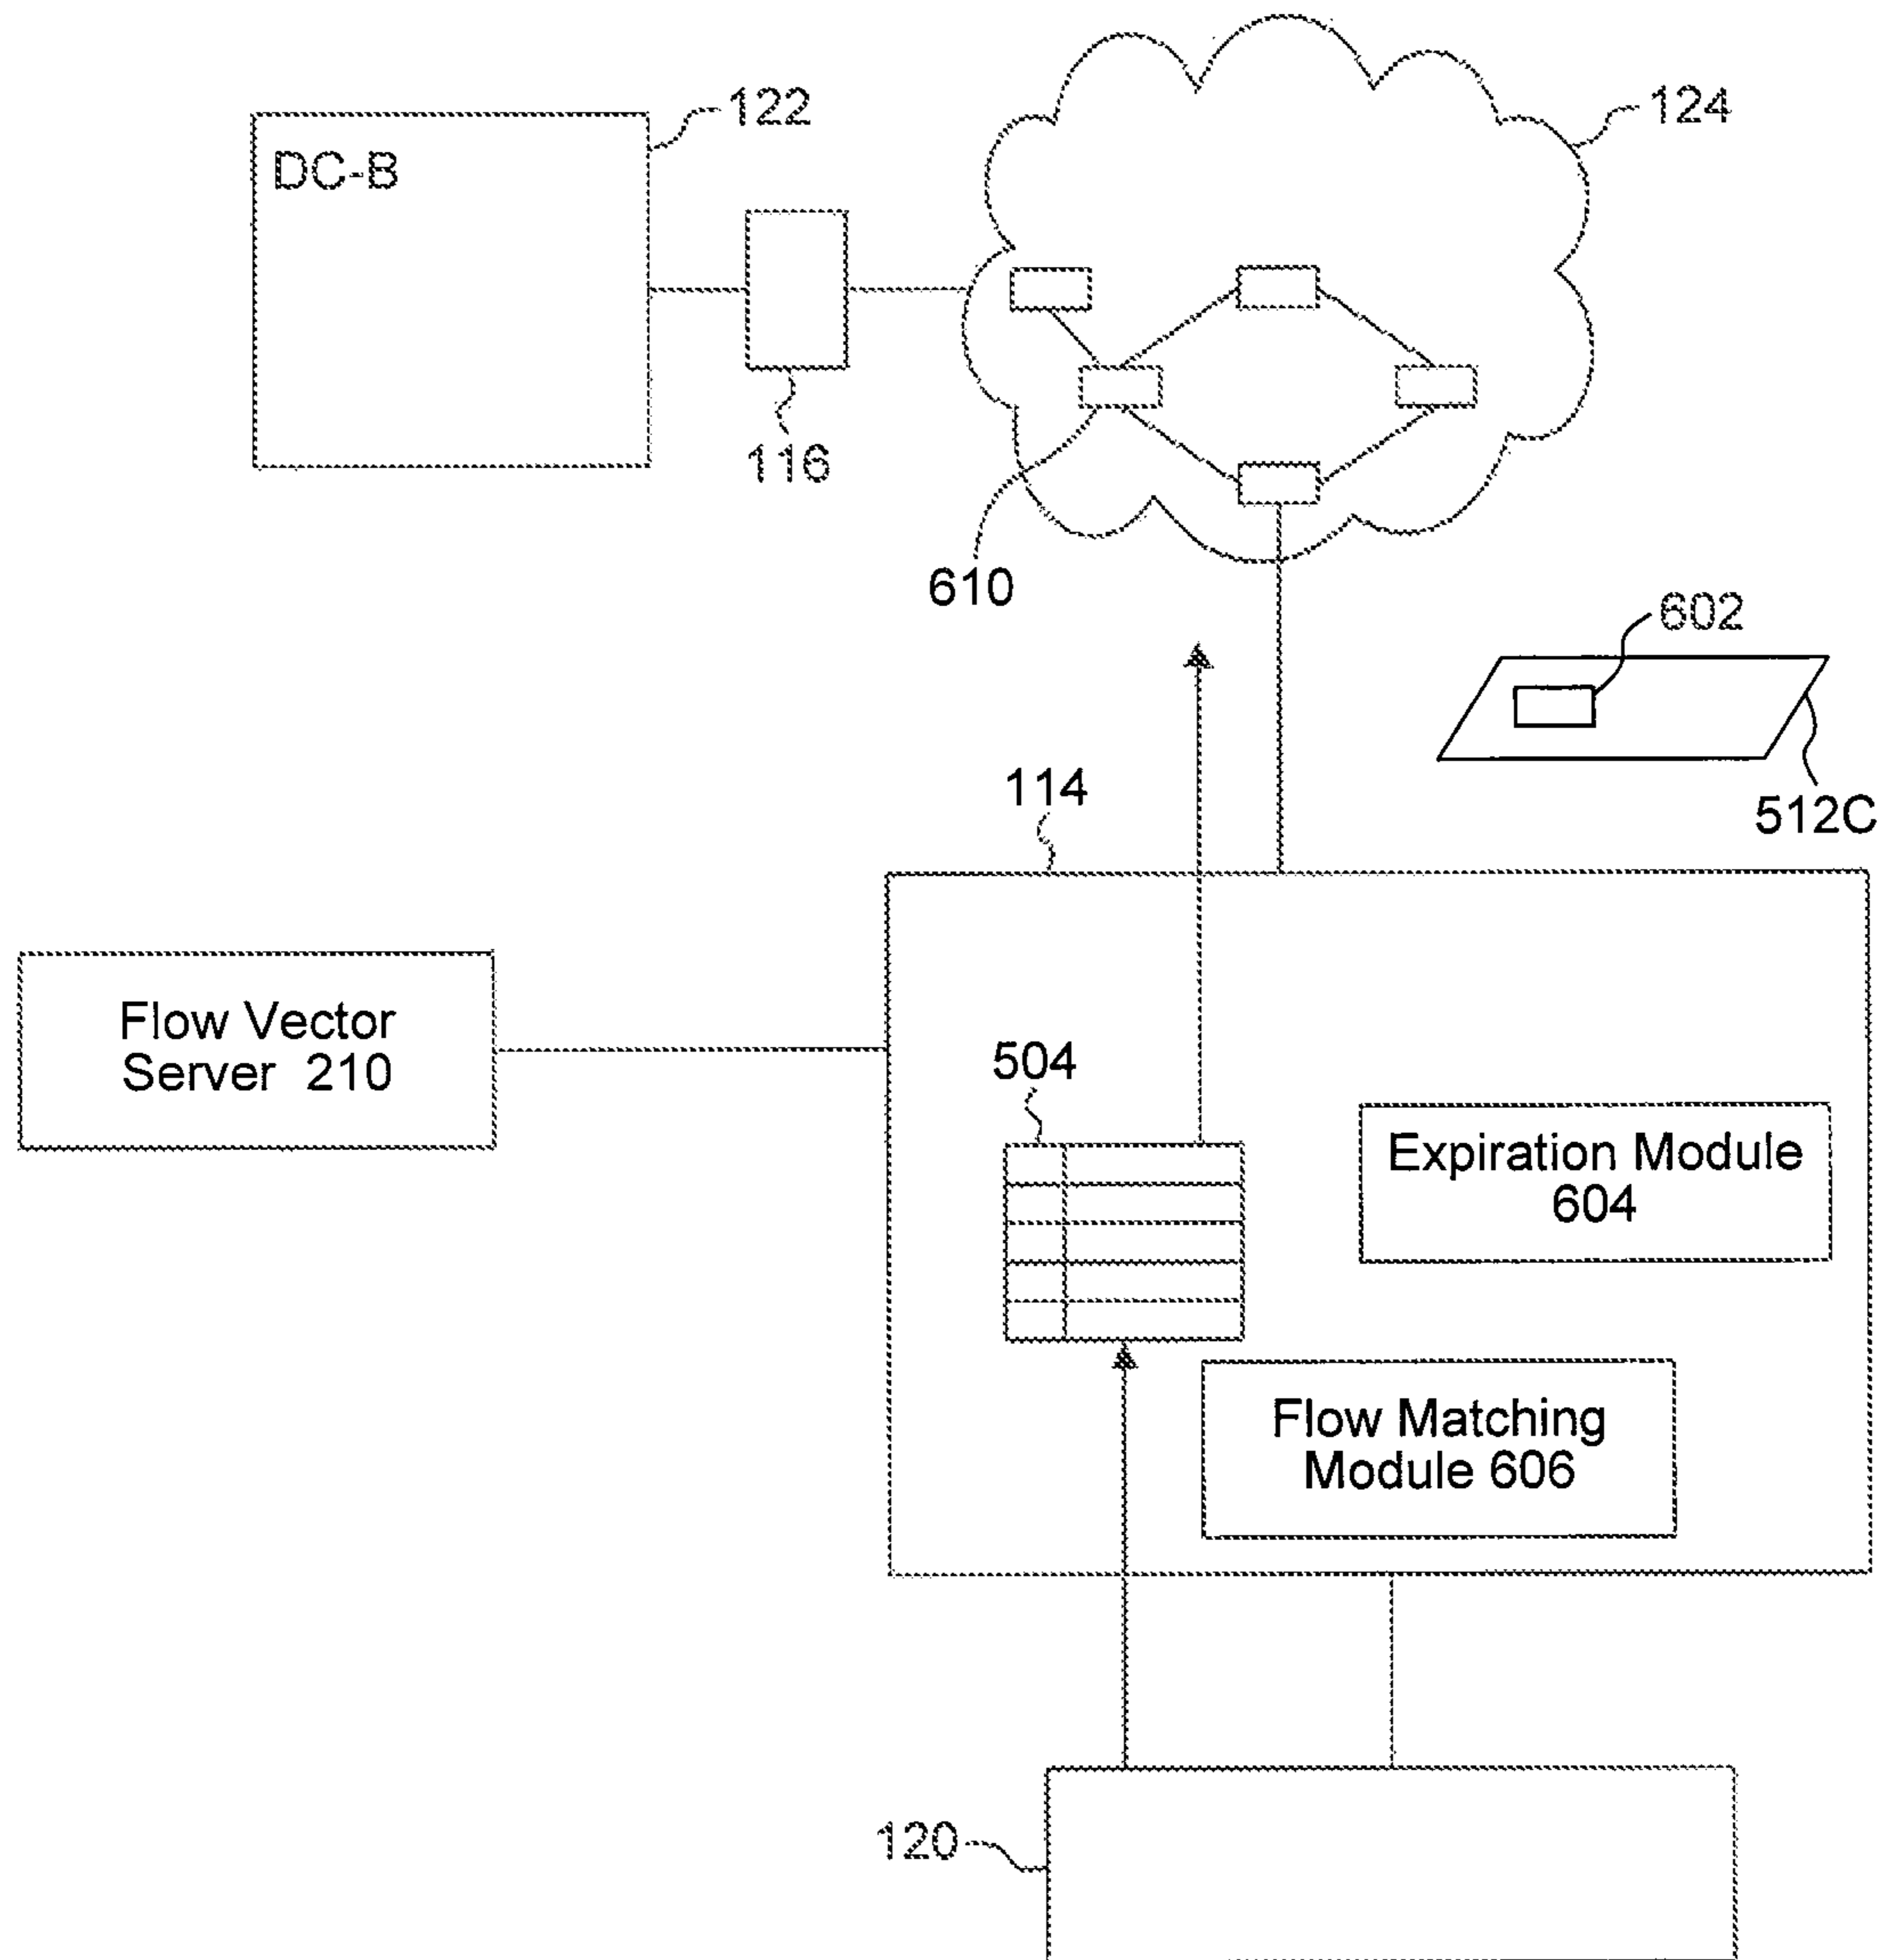 122
124
DC-B
116
610
602
512C
114
Flow Vector
Server 210
504
Expiration Module
604
Flow Matching
Module 606
120